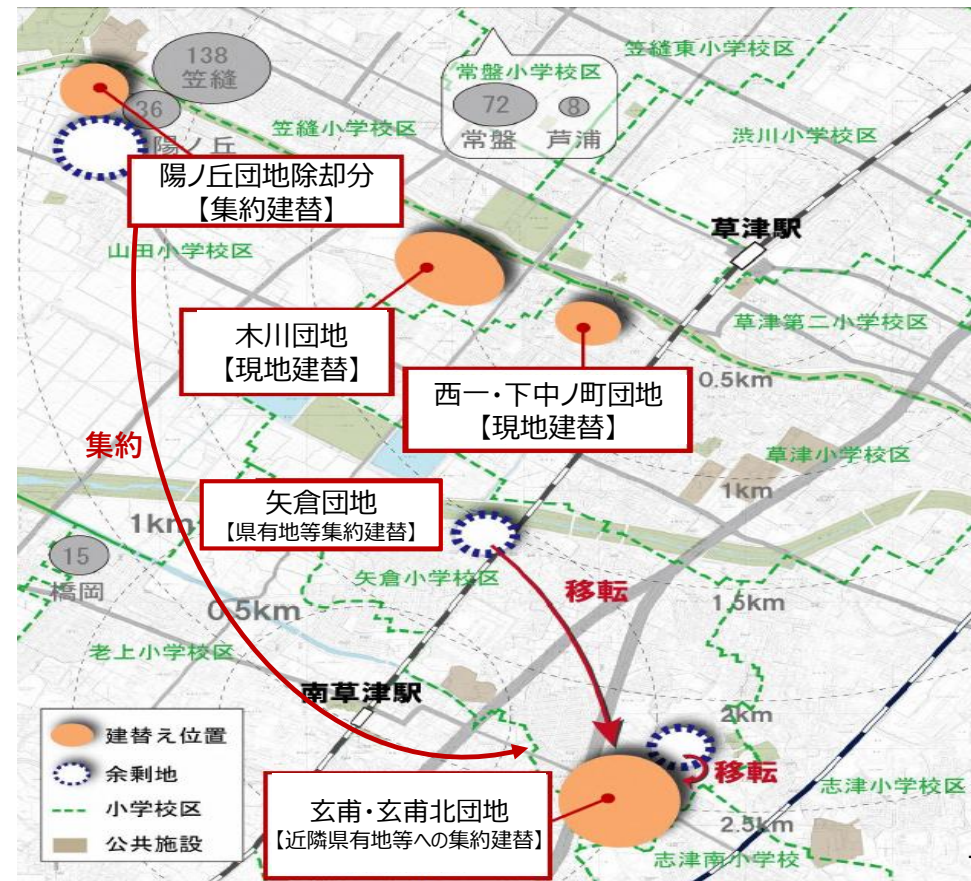 138
笠縫
36
陽ノ丘
笠縫小学校区
常盤小学校区
72
8
常盤
芦浦
笠縫東小学校区
渋川小学校区
陽ノ丘団地除却分
【集約建替】
山田小学校区
草津駅
木川団地
【現地建替】
草津第二小学校区
0.5km
西一・下中ノ町団地
【現地建替】
集約
草津小学校区
1km
矢倉団地
【県有地等集約建替】
1km
15
橋岡
矢倉小学校区
移転
0.5km
1.5km
老上小学校区
南草津駅
2km
移転
志津小学校区
建替え位置
余剰地
小学校区
公共施設
玄甫・玄甫北団地
【近隣県有地等への集約建替】
2.5km
志津南小学校